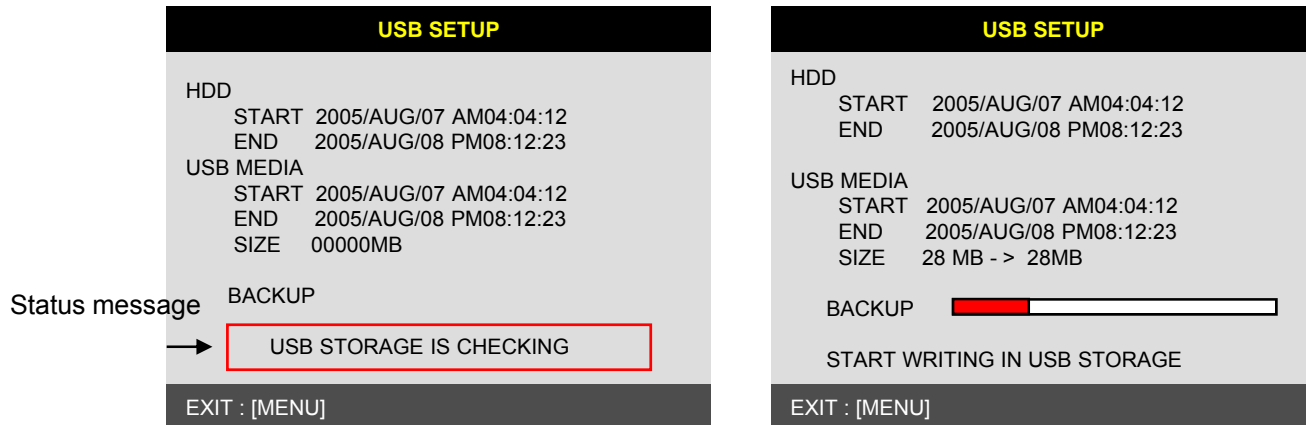 USB SETUP
HDD
START 2005/AUG/07 AM04:04:12
END 2005/AUG/08 PM08:12:23
USB MEDIA
START 2005/AUG/07 AM04:04:12
END 2005/AUG/08 PM08:12:23
SIZE 00000MB
BACKUP
Status message
USB STORAGE IS CHECKING
EXIT : [MENU]
USB SETUP
HDD
START 2005/AUG/07 AM04:04:12
END 2005/AUG/08 PM08:12:23
USB MEDIA
START 2005/AUG/07 AM04:04:12
END 2005/AUG/08 PM08:12:23
SIZE 28 MB - > 28MB
BACKUP
START WRITING IN USB STORAGE
EXIT : [MENU]